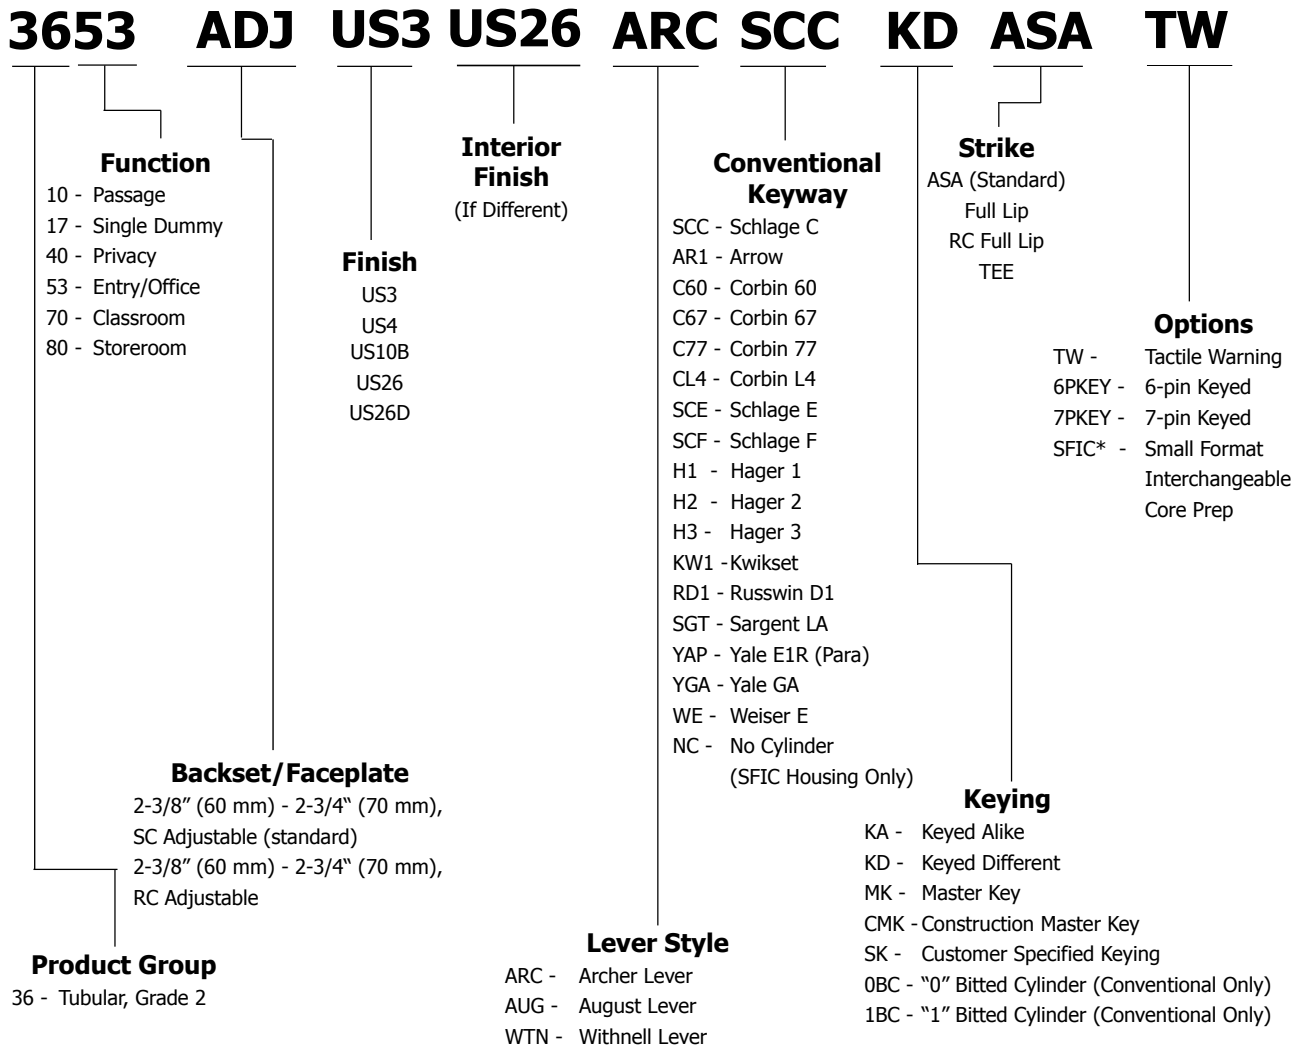 3653 ADJ US3 US26 ARC SCC KD ASA TW
Function
10 - Passage
17 - Single Dummy
40 - Privacy
53 - Entry/Office
70 - Classroom
80 - Storeroom
Backset/Faceplate
2-3/8” (60 mm) - 2-3/4“ (70 mm),
SC Adjustable (standard)
2-3/8” (60 mm) - 2-3/4“ (70 mm),
RC Adjustable
Product Group
36 - Tubular, Grade 2
Finish
US3
US4
US10B
US26
US26D
Interior
Finish
(If Different)
Lever Style
ARC - Archer Lever
AUG - August Lever
WTN - Withnell Lever
Conventional
Keyway
SCC - Schlage C
AR1 - Arrow
C60 - Corbin 60
C67 - Corbin 67
C77 - Corbin 77
CL4 - Corbin L4
SCE - Schlage E
SCF - Schlage F
H1 - Hager 1
H2 - Hager 2
H3 - Hager 3
KW1 - Kwikset
RD1 - Russwin D1
SGT - Sargent LA
YAP - Yale E1R (Para)
YGA - Yale GA
WE - Weiser E
NC - No Cylinder
(SFIC Housing Only)
Keying
KA - Keyed Alike
KD - Keyed Different
MK - Master Key
CMK - Construction Master Key
SK - Customer Specified Keying
0BC - “0” Bitted Cylinder (Conventional Only)
1BC - “1” Bitted Cylinder (Conventional Only)
Strike
ASA (Standard)
Full Lip
RC Full Lip
TEE
Options
TW - Tactile Warning
6PKEY - 6-pin Keyed
7PKEY - 7-pin Keyed
SFIC* - Small Format
Interchangeable
Core Prep